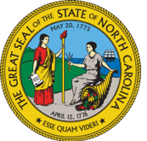 THE GREAT SEAL OF THE STATE OF NORTH CAROLINA
MAY 20, 1775
APRIL 12, 1776
ESSE QUAM VIDERI